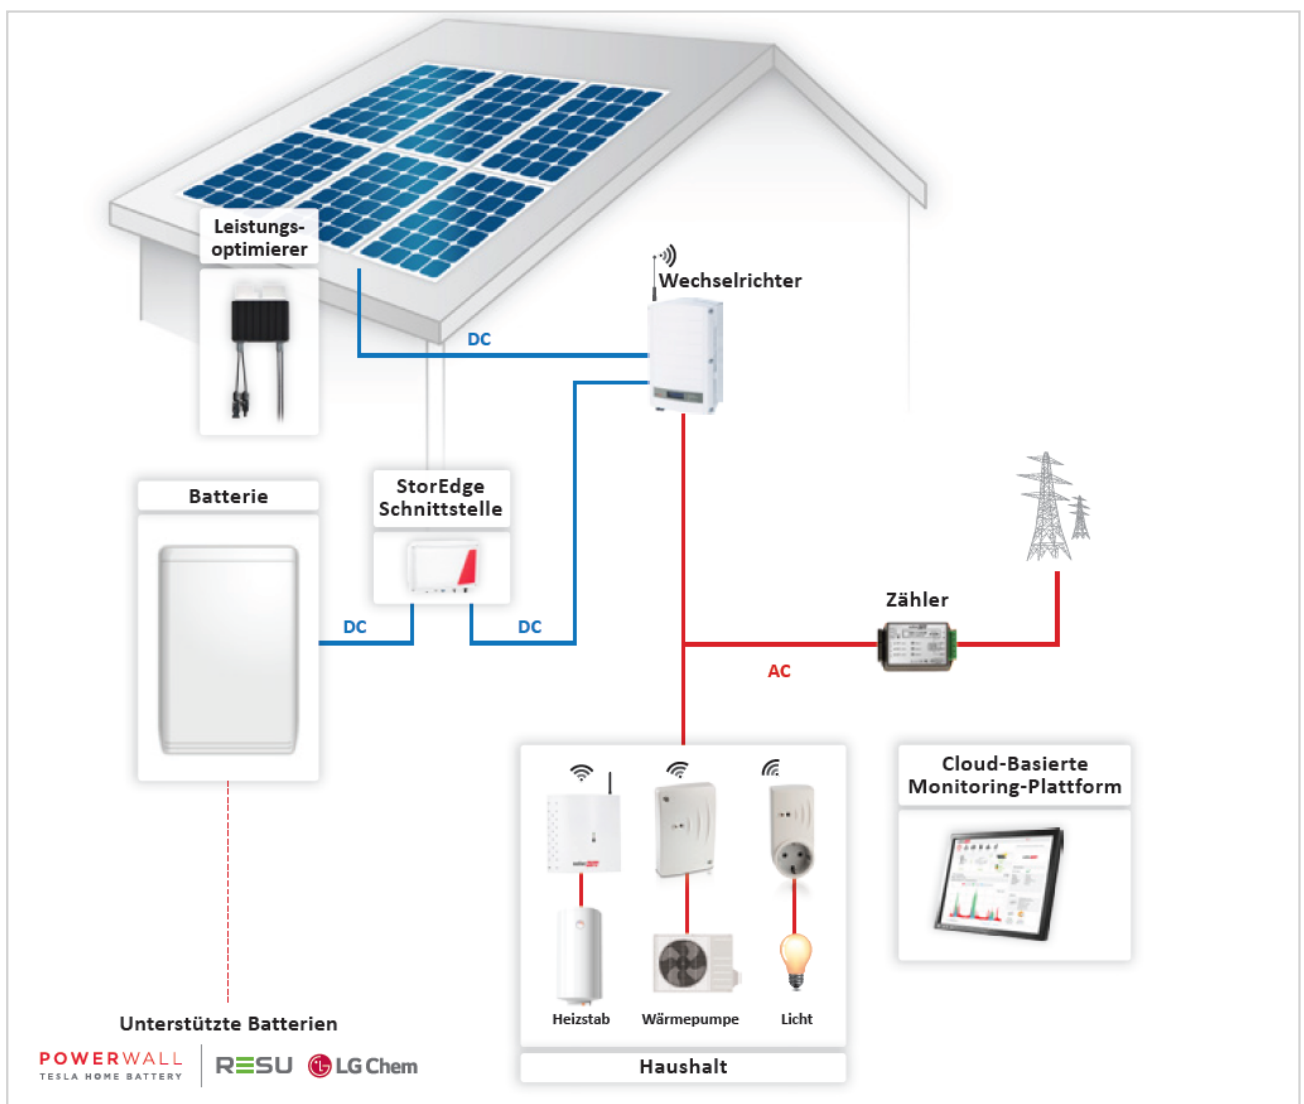 Leistungs-
optimierer
Wechselrichter
DC
Batterie
StorEdge
Schnittstelle
DC
DC
Zähler
AC
Cloud-Basierte
Monitoring-Plattform
Heizstab
Wärmepumpe
Licht
Haushalt
Unterstützte Batterien
POWERWALL
TESLA HOME BATTERY
RESU
LG Chem